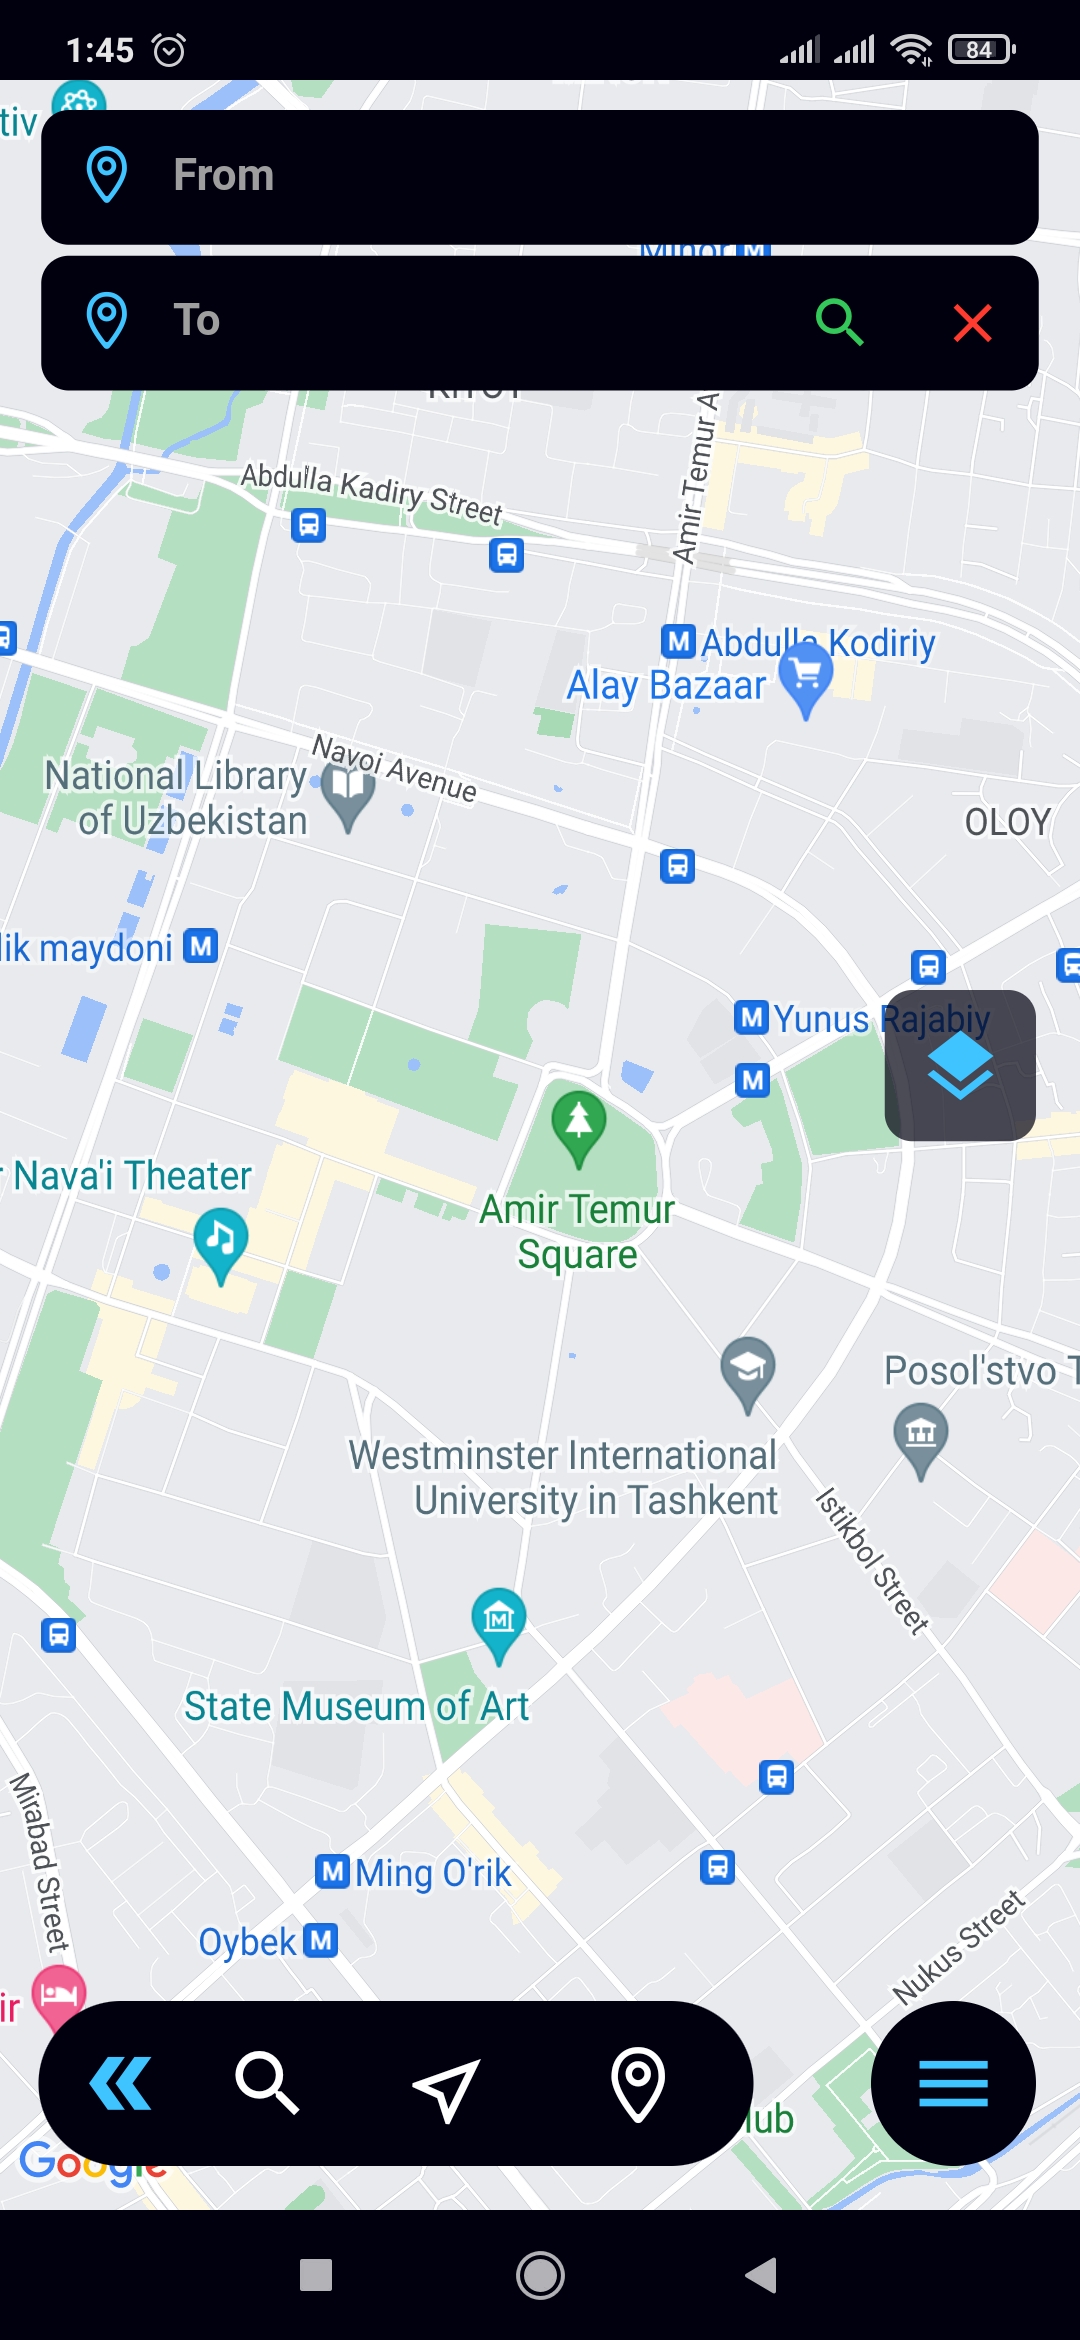 1:45
84
tiv
From
Minor M
To
Abdulla Kadiry Street
Amir Temur A
M Abdulla Kodiriy
Alay Bazaar
Navoi Avenue
National Library
of Uzbekistan
OLOY
lik maydoni M
M Yunus Rajabiy
M
r Nava'i Theater
Amir Temur
Square
Posol'stvo T
Westminster International
University in Tashkent
Istikbol Street
M
State Museum of Art
Mirabad Street
M Ming O'rik
Oybek M
Nukus Street
ir
lub
Google